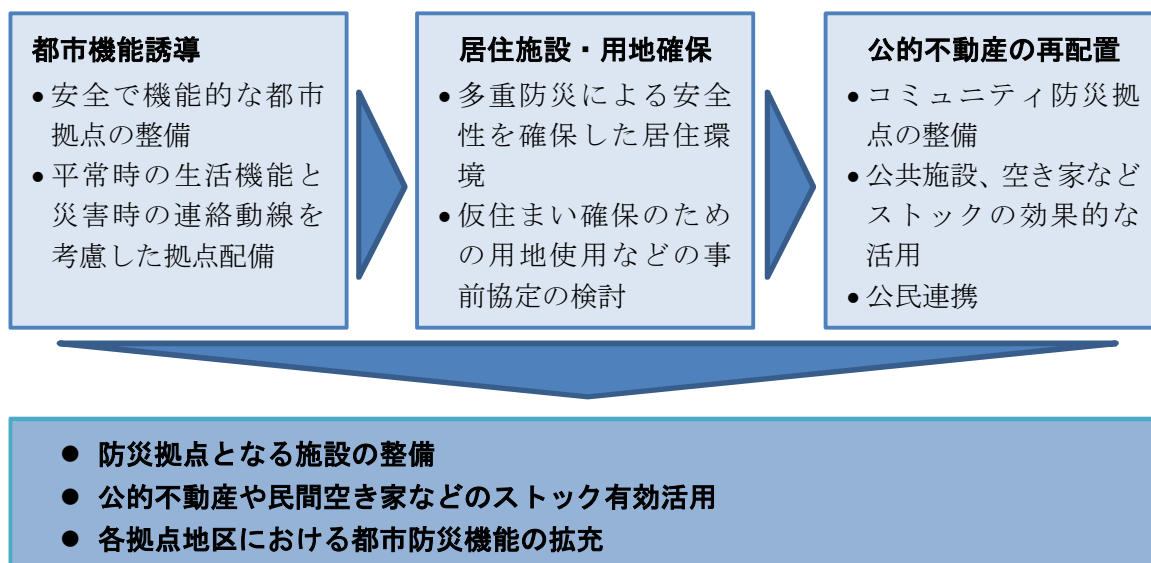 都市機能誘導
•安全で機能的な都市
拠点の整備
•平常時の生活機能と
災害時の連絡動線を
考慮した拠点配備
居住施設・用地確保
•多重防災による安全
性を確保した居住環
境
•仮住まい確保のため
の用地使用などの事
前協定の検討
公的不動産の再配置
•コミュニティ防災拠
点の整備
•公共施設、空き家など
ストックの効果的な
活用
•公民連携
● 防災拠点となる施設の整備
● 公的不動産や民間空き家などのストック有効活用
● 各拠点地区における都市防災機能の拡充